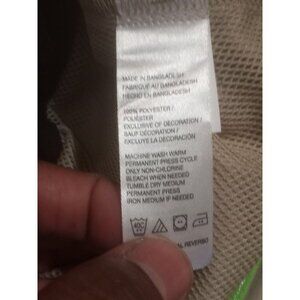 MADE IN BANGLADESH
FABRIQUÉ AU BANGLADESH
HECHO EN BANGLADESH
100% POLYESTER /
POLIÉSTER
EXCLUSIVE OF DECORATION /
SAUF DÉCORATION /
EXCLUYE LA DECORACIÓN
MACHINE WASH WARM
PERMANENT PRESS CYCLE
ONLY NON-CHLORINE
BLEACH WHEN NEEDED
TUMBLE DRY MEDIUM
PERMANENT PRESS
IRON MEDIUM IF NEEDED
REVERSO